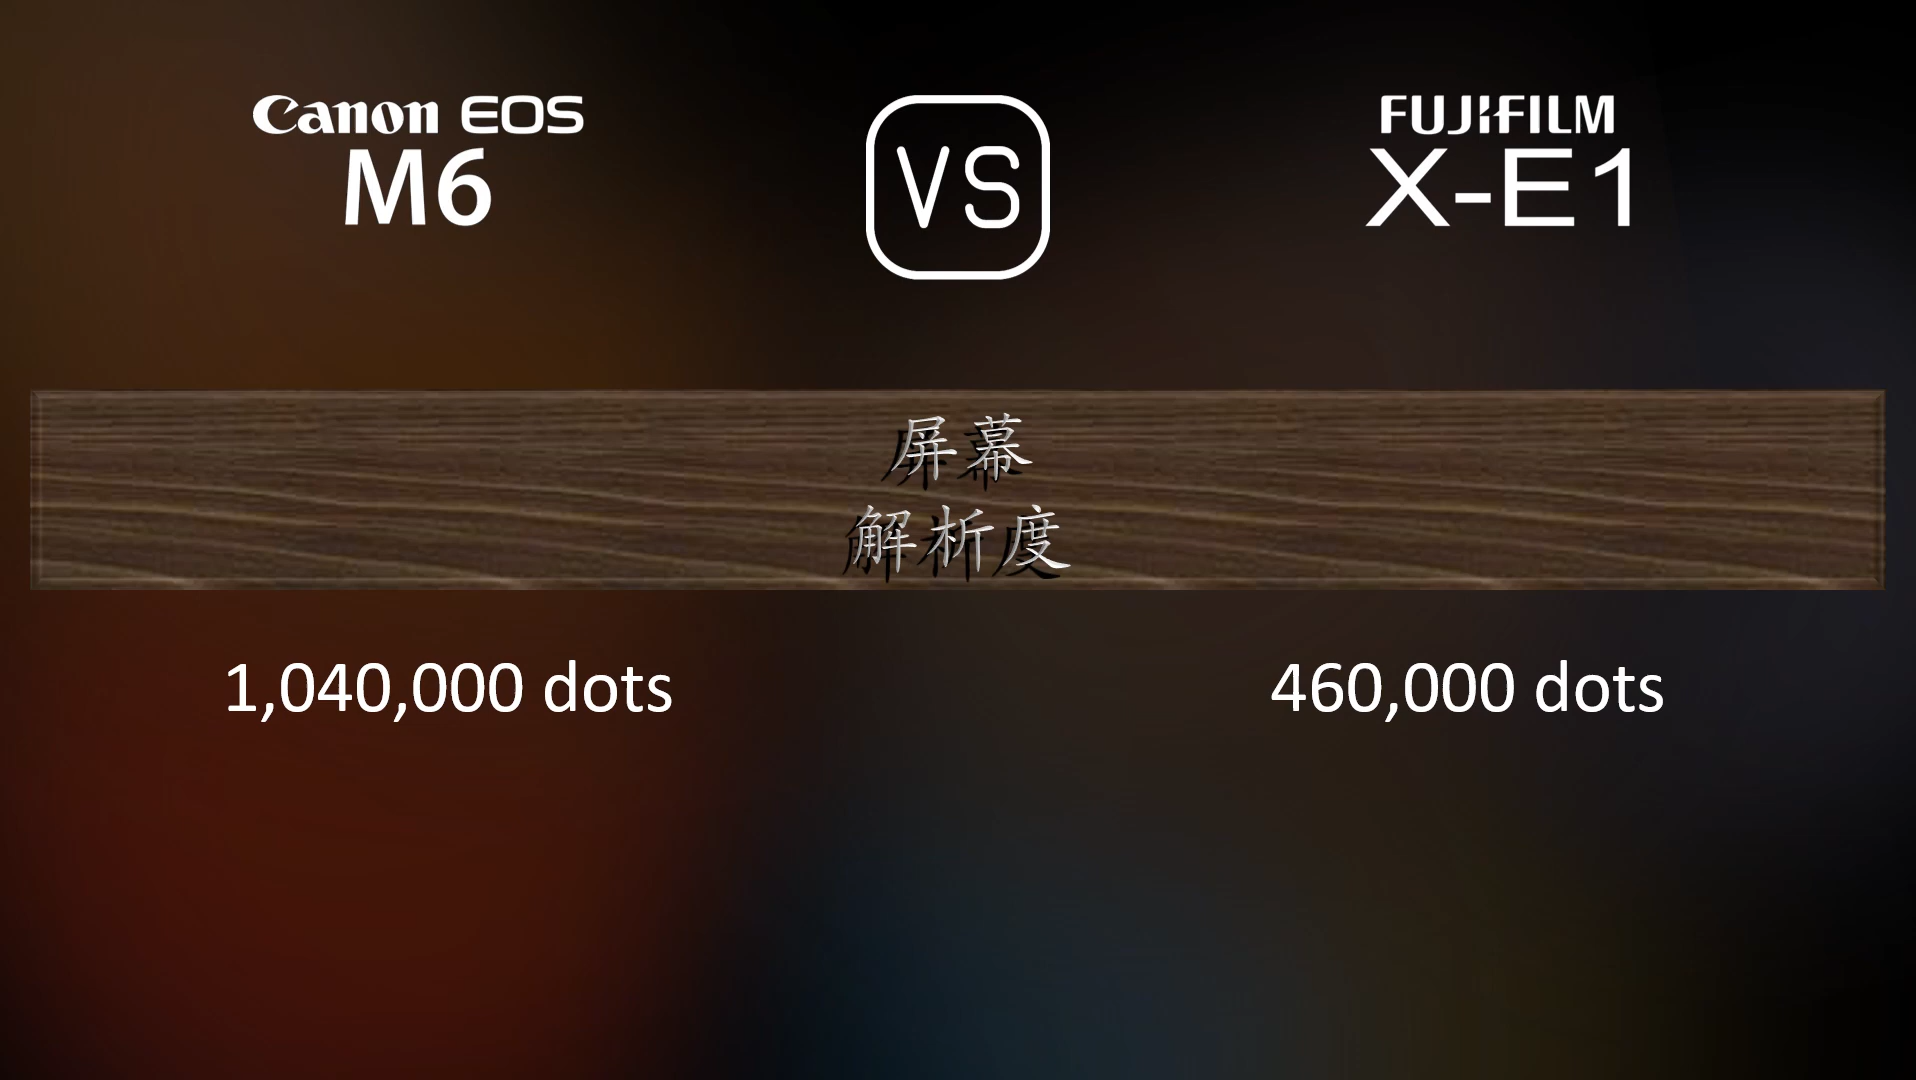 Canon EOS
M6
VS
FUJIFILM
X-E1
屏幕
解析度
1,040,000 dots
460,000 dots